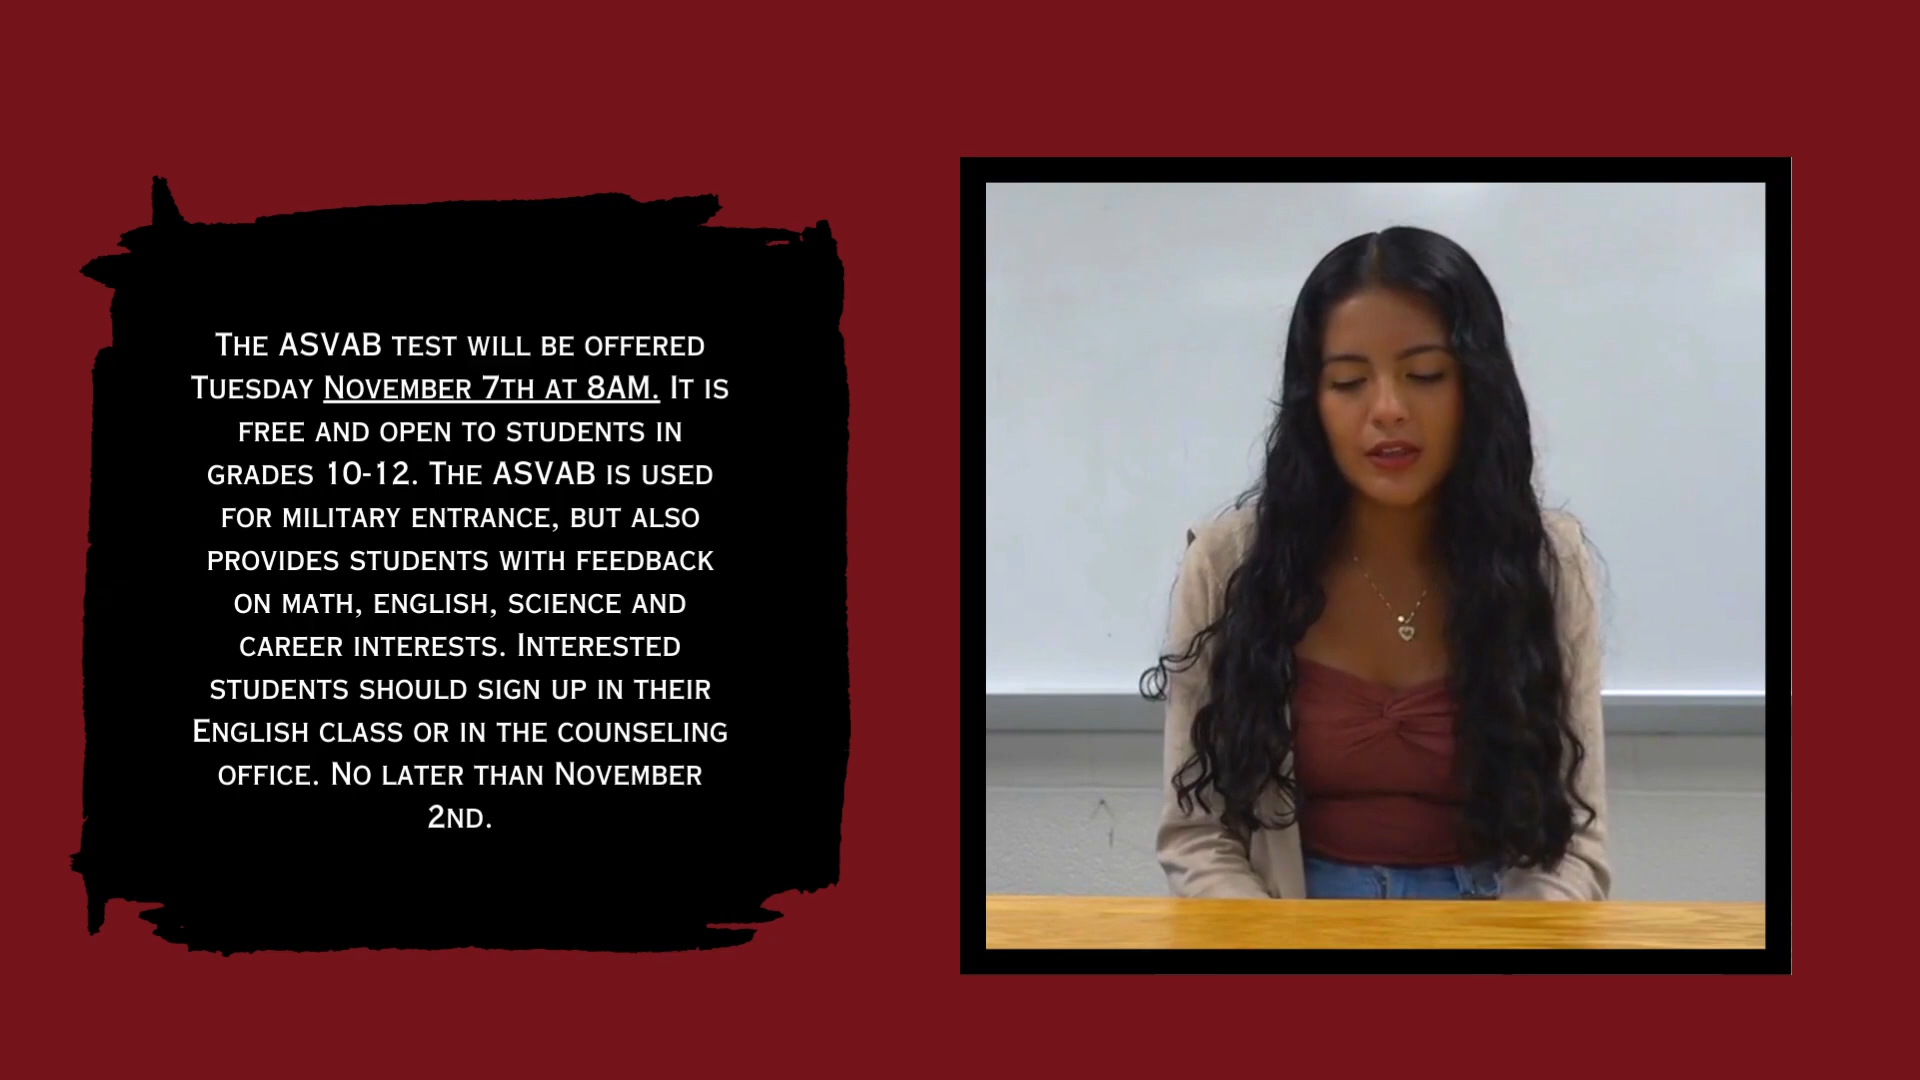 The ASVAB test will be offered
Tuesday November 7th at 8AM. It is
free and open to students in
grades 10-12. The ASVAB is used
for military entrance, but also
provides students with feedback
on math, english, science and
career interests. Interested
students should sign up in their
English class or in the counseling
office. No later than November
2nd.